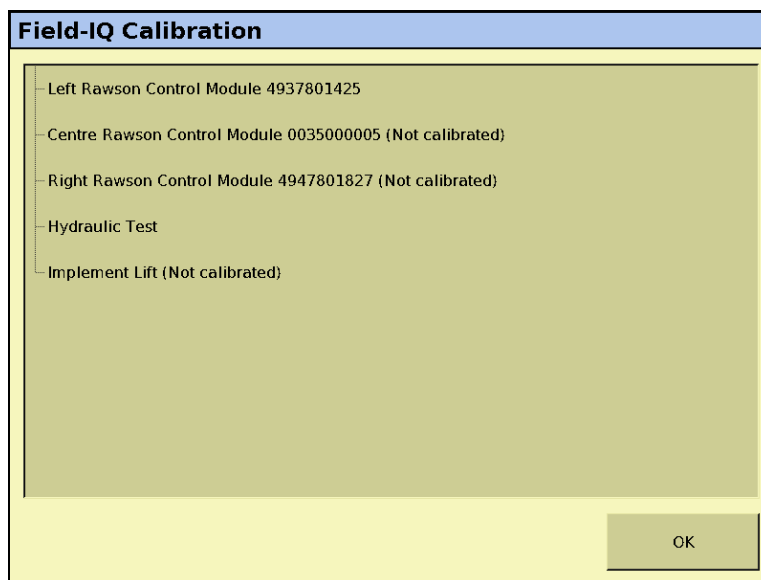 Field-IQ Calibration
Left Rawson Control Module 4937801425
Centre Rawson Control Module 0035000005 (Not calibrated)
Right Rawson Control Module 4947801827 (Not calibrated)
Hydraulic Test
Implement Lift (Not calibrated)
OK